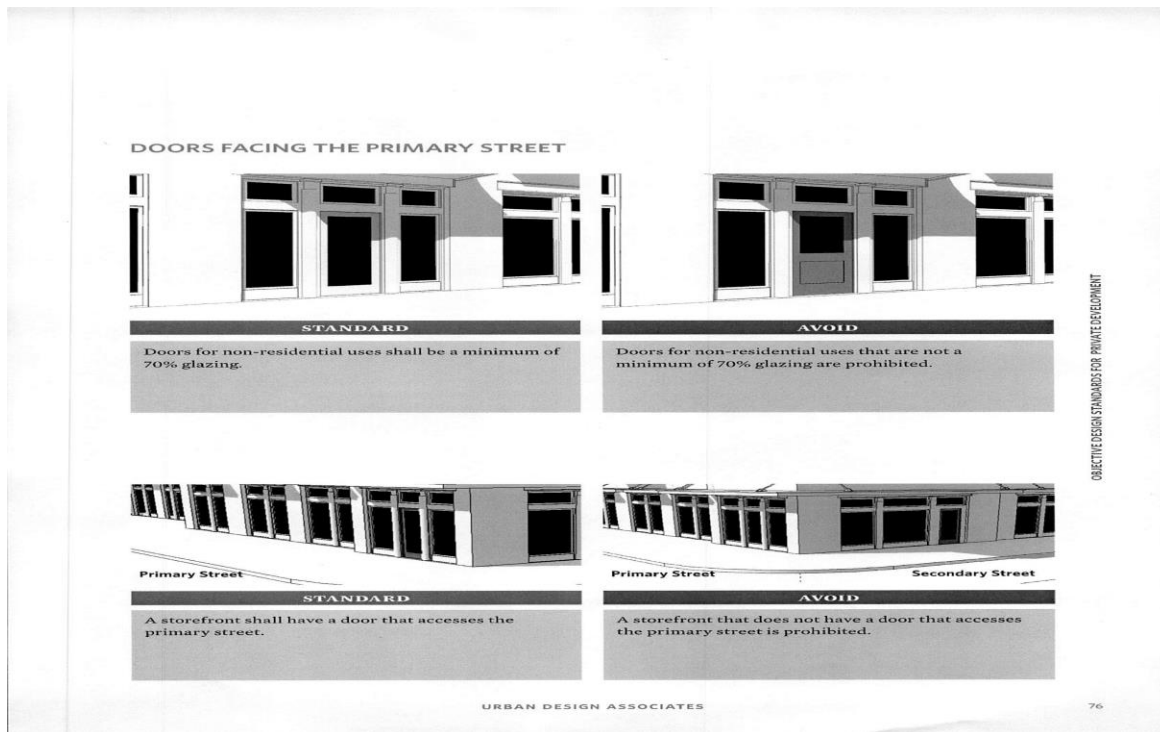 DOORS FACING THE PRIMARY STREET
STANDARD
Doors for non-residential uses shall be a minimum of
70% glazing.
AVOID
Doors for non-residential uses that are not a
minimum of 70% glazing are prohibited.
Primary Street
STANDARD
A storefront shall have a door that accesses the
primary street.
Primary Street
Secondary Street
AVOID
A storefront that does not have a door that accesses
the primary street is prohibited.
OBJECTIVE DESIGN STANDARDS FOR PRIVATE DEVELOPMENT
URBAN DESIGN ASSOCIATES
76